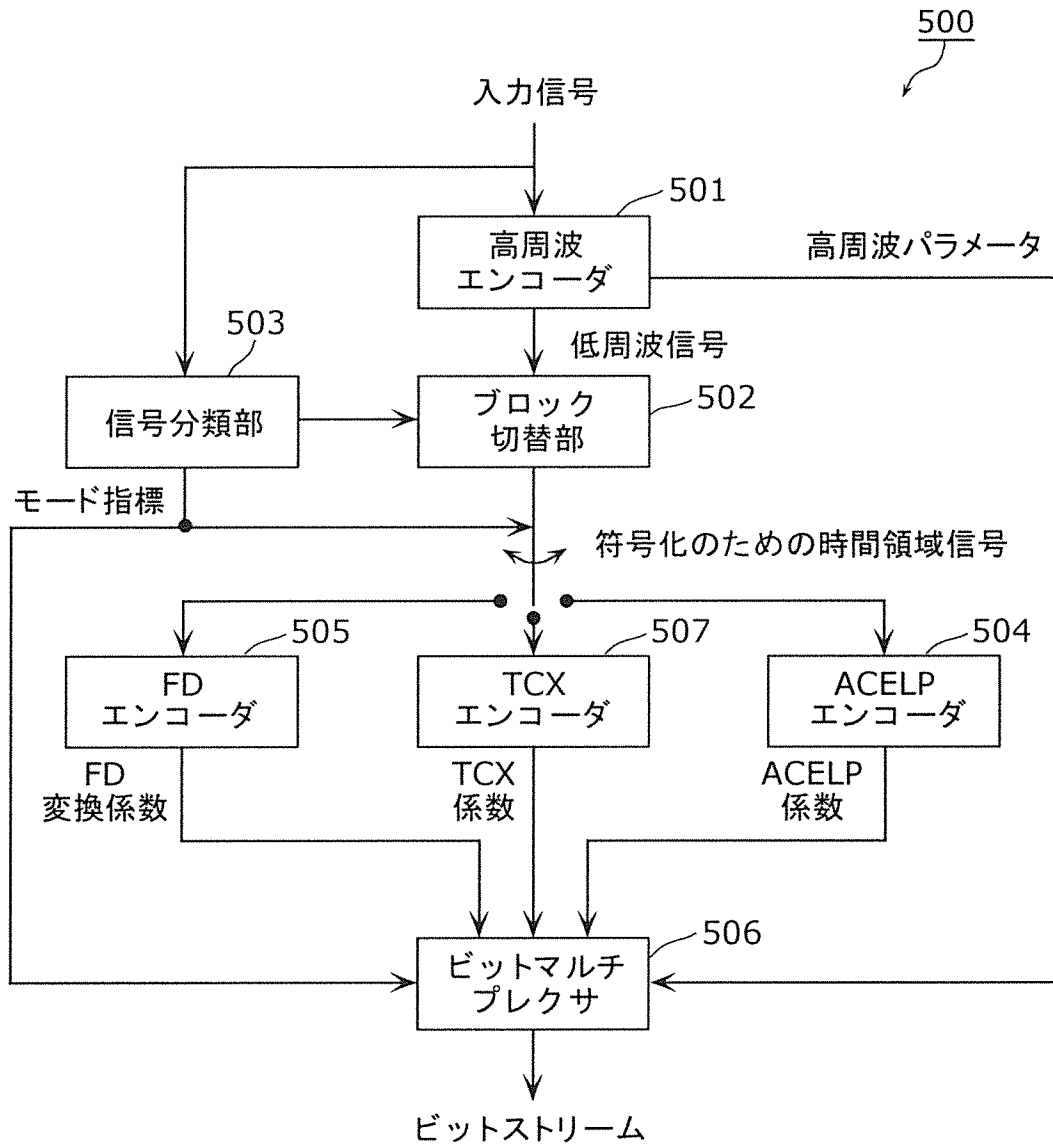 500
入力信号
501
高周波
エンコーダ
高周波パラメータ
503
低周波信号
信号分類部
ブロック
切替部
502
モード指標
符号化のための時間領域信号
505
507
504
FD
エンコーダ
TCX
エンコーダ
ACELP
エンコーダ
FD
変換係数
TCX
係数
ACELP
係数
506
ビットマルチ
プレクサ
ビットストリーム